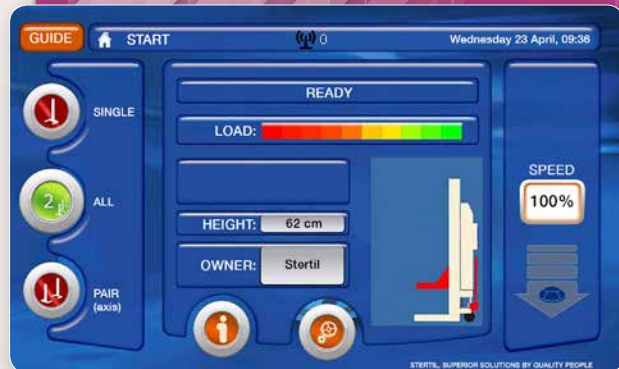 GUIDE
START
0
Wednesday 23 April, 09:36
SINGLE
2
ALL
PAIR
(axis)
READY
LOAD:
HEIGHT: 62 cm
OWNER: Stertil
i
SPEED
100%
STERTIL, SUPERIOR SOLUTIONS BY QUALITY PEOPLE